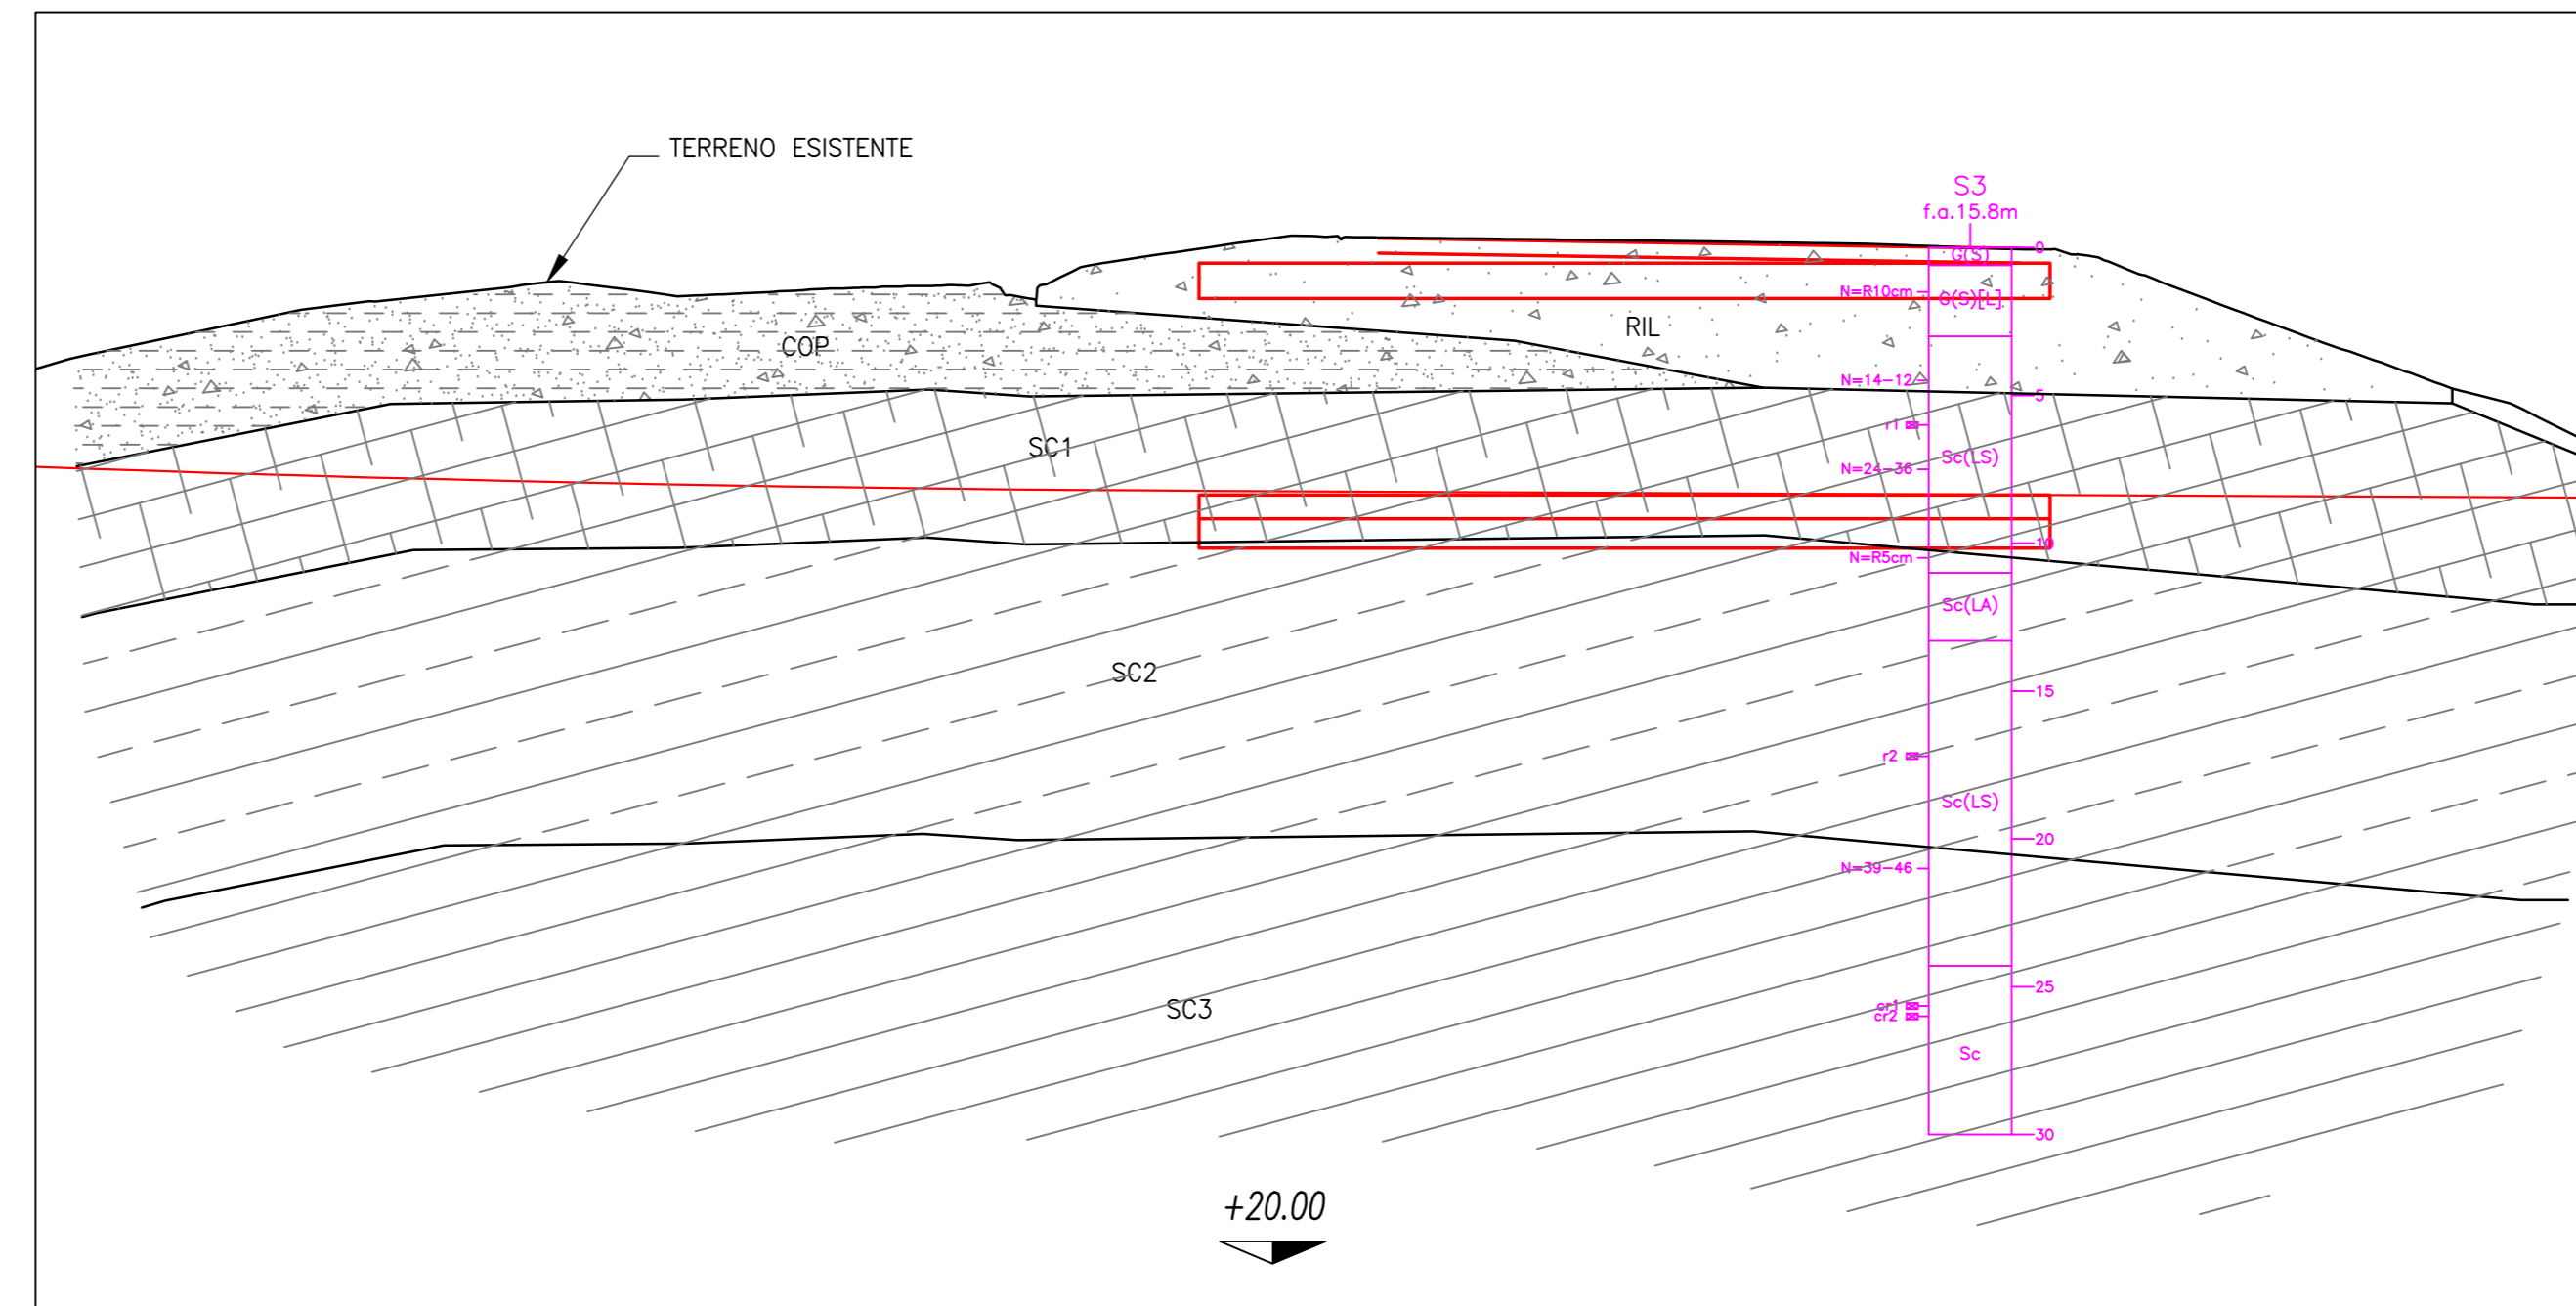 TERRENO ESISTENTE
S3
f.a.15.8m
0
G(S)
N=R10cm
G(S)[L]
RIL
COP
N=14-12
5
r1
SC1
Sc(LS)
N=24-36
10
N=R5cm
Sc(LA)
SC2
15
r2
Sc(LS)
20
N=39-46
25
cr1
SC3
cr2
Sc
30
+20.00